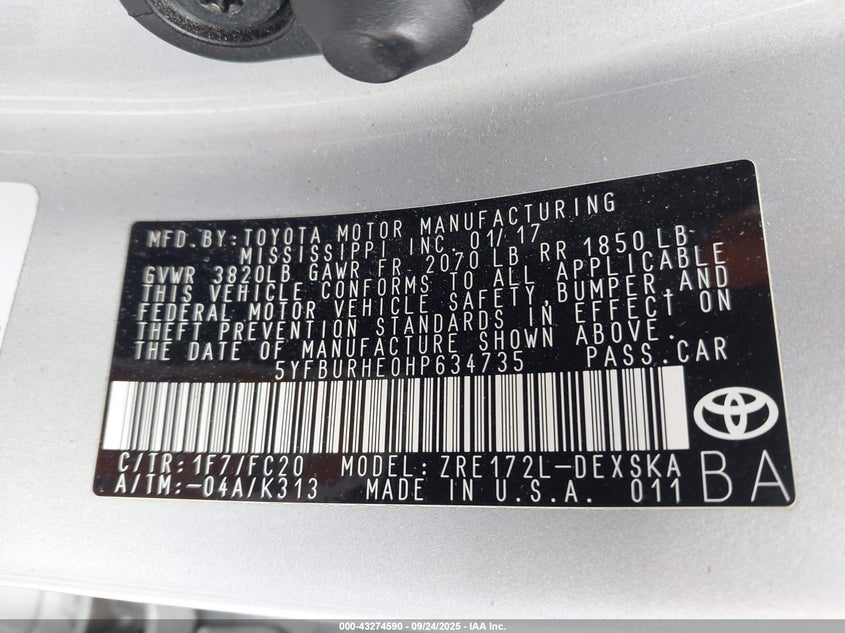 MFD.BY:TOYOTA MOTOR MANUFACTURING
MISSISSIPPI INC. 01/17
GVWR 3820LB GAWR FR. 2070 LB RR 1850 LB
THIS VEHICLE CONFORMS TO ALL APPLICABLE
FEDERAL MOTOR VEHICLE SAFETY,BUMPER,AND
THEFT PREVENTION STANDARDS IN EFFECT ON
THE DATE OF MANUFACTURE SHOWN ABOVE.
5YFBURHE0HP634735 PASS.CAR
C/TR:1F7/FC20 MODEL: ZRE172L-DEXSKA
A/TM:-04A/K313 MADE IN U.S.A. 011
BA
000-43274590 - 09/24/2025 - IAA Inc.